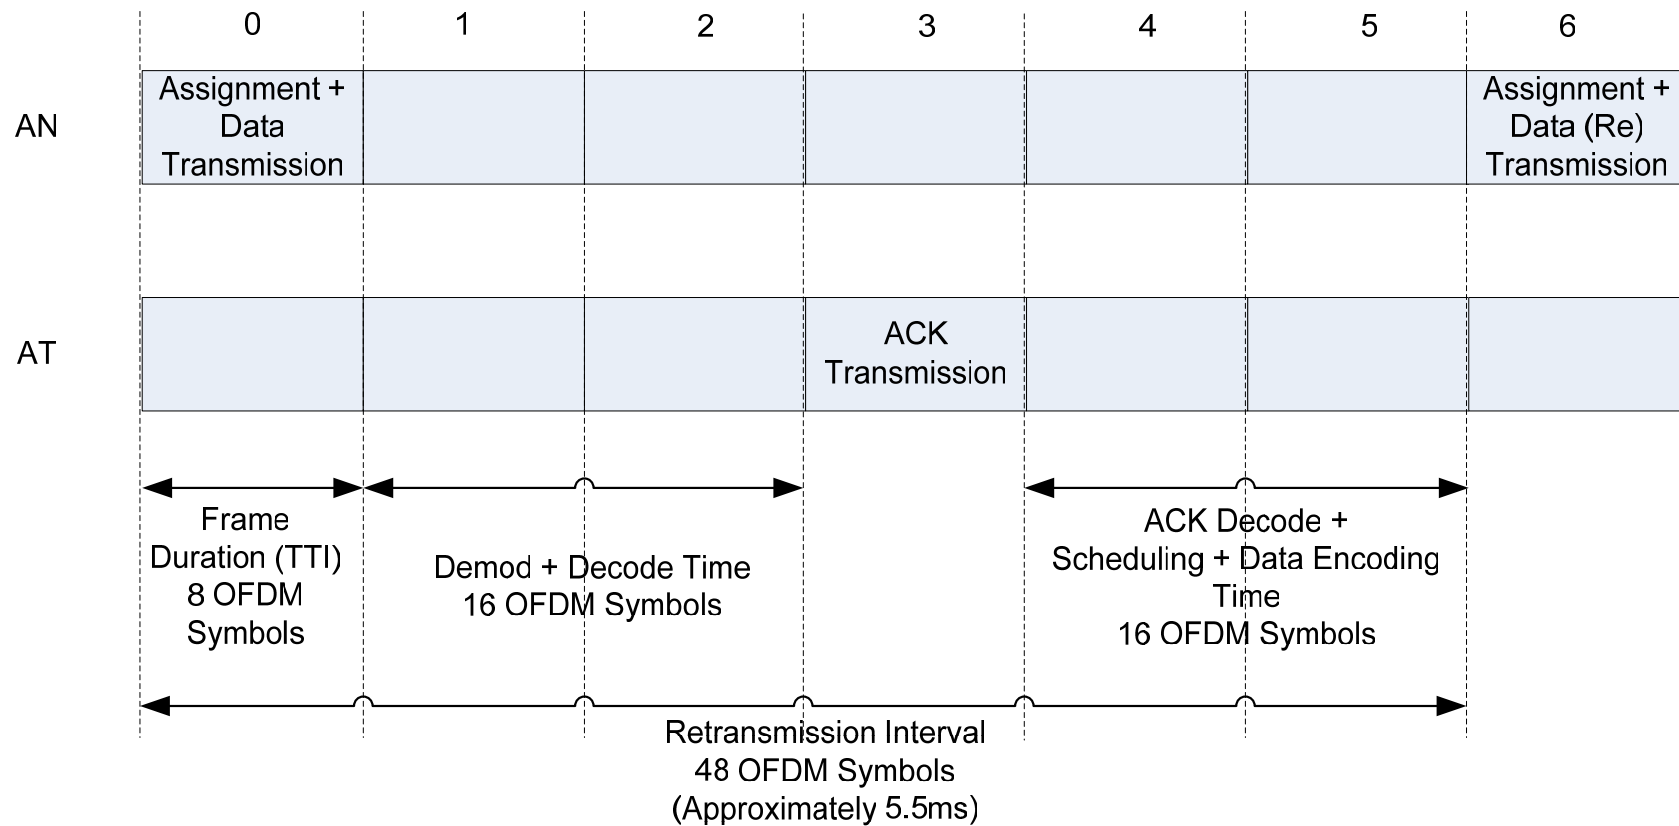 0 1 2 3 4 5 6
AN
Assignment +
Data
Transmission
Assignment +
Data (Re)
Transmission
AT
ACK
Transmission
Frame
Duration (TTI)
8 OFDM
Symbols
Demod + Decode Time
16 OFDM Symbols
ACK Decode +
Scheduling + Data Encoding
Time
16 OFDM Symbols
Retransmission Interval
48 OFDM Symbols
(Approximately 5.5ms)